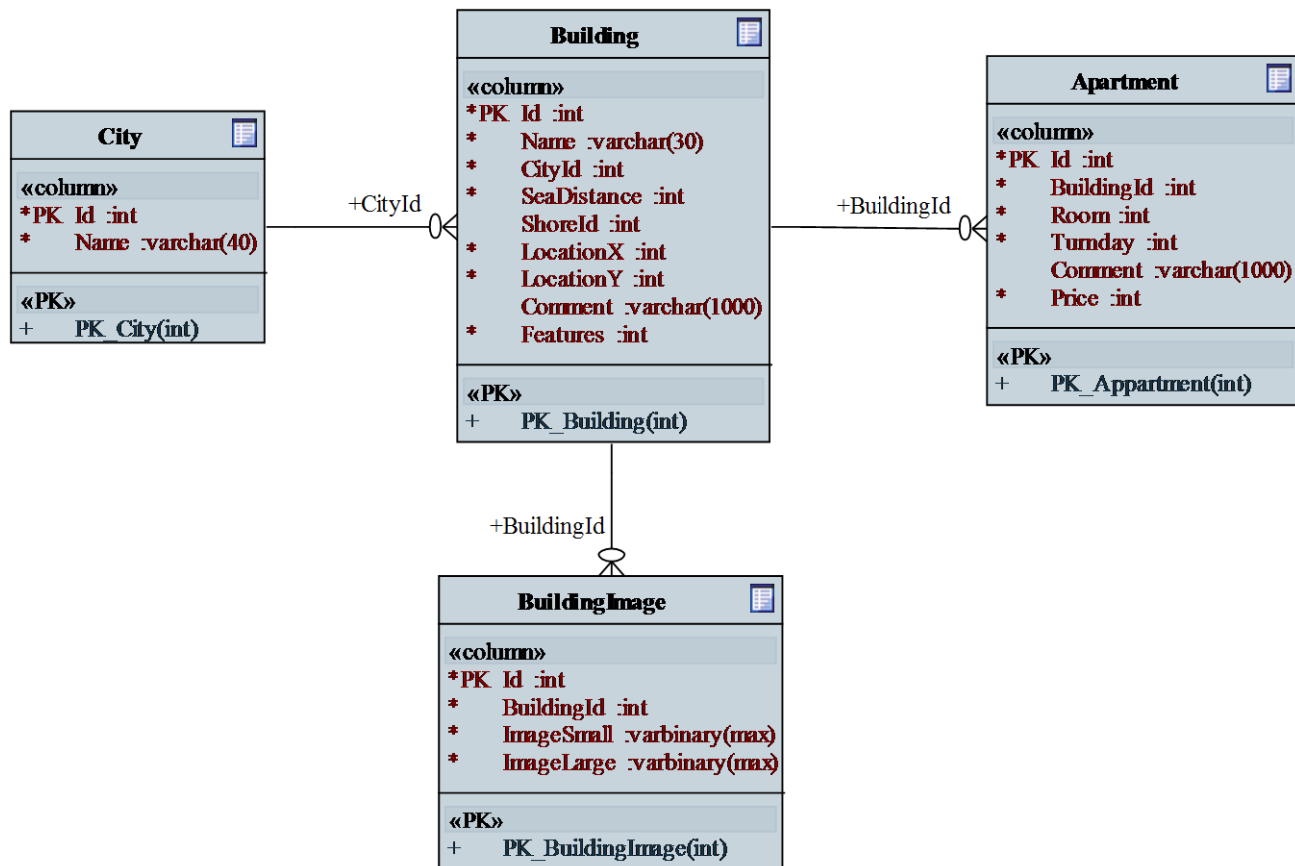 City
«column»
*PK Id :int
* Name :varchar(40)
«PK»
+ PK_City(int)
+CityId
Building
«column»
*PK Id :int
* Name :varchar(30)
* CityId :int
* SeaDistance :int
ShoreId :int
* LocationX :int
* LocationY :int
Comment :varchar(1000)
* Features :int
«PK»
+ PK_Building(int)
+BuildingId
Apartment
«column»
*PK Id :int
* BuildingId :int
* Room :int
* Turnday :int
Comment :varchar(1000)
* Price :int
«PK»
+ PK_Appartment(int)
+BuildingId
BuildingImage
«column»
*PK Id :int
* BuildingId :int
* ImageSmall :varbinary(max)
* ImageLarge :varbinary(max)
«PK»
+ PK_BuildingImage(int)